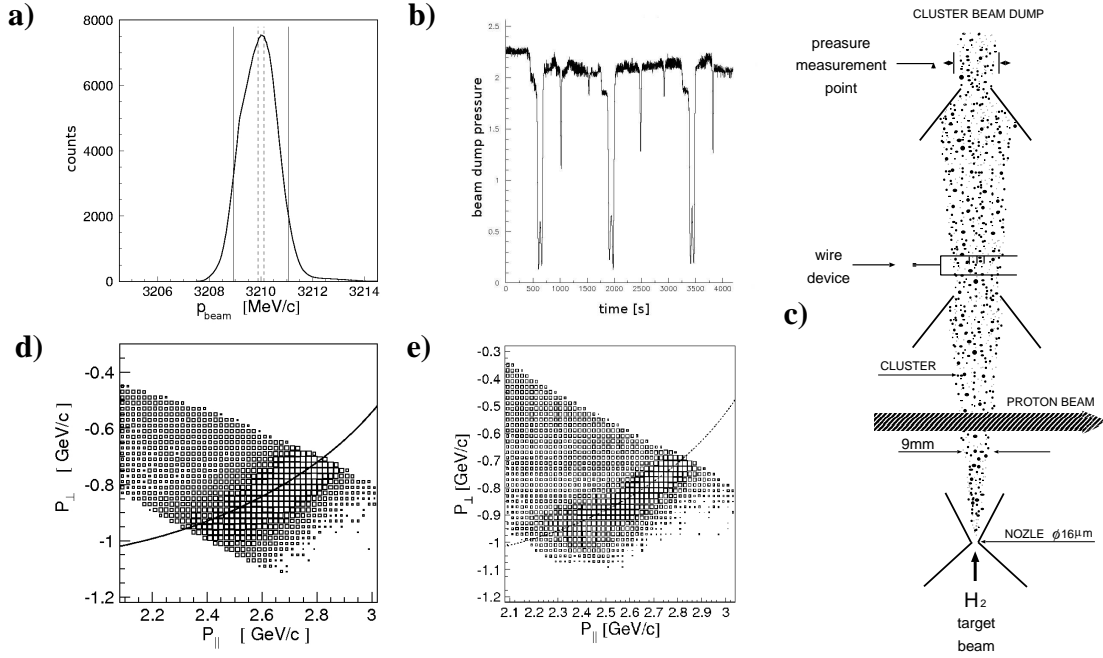 a)
8000
6000
4000
2000
0
counts
3206 3208 3210 3212 3214
p beam [MeV/c]
b)
2.5
2.
1.5
1.
0.5
0.
beam dump pressure
0 500 1000 1500 2000 2500 3000 3500 4000
time [s]
CLUSTER BEAM DUMP
preasure
measurement
point
wire
device
c)
CLUSTER
PROTON BEAM
9mm
NOZLE ϕ16μm
H2
target
beam
d)
-0.4
-0.6
-0.8
-1
-1.2
P⊥ [ GeV/c ]
2.2 2.4 2.6 2.8 3
P|| [ GeV/c ]
e)
-0.3
-0.4
-0.5
-0.6
-0.7
-0.8
-0.9
-1
-1.1
-1.2
P⊥ [GeV/c]
2.1 2.2 2.3 2.4 2.5 2.6 2.7 2.8 2.9 3
P|| [GeV/c]